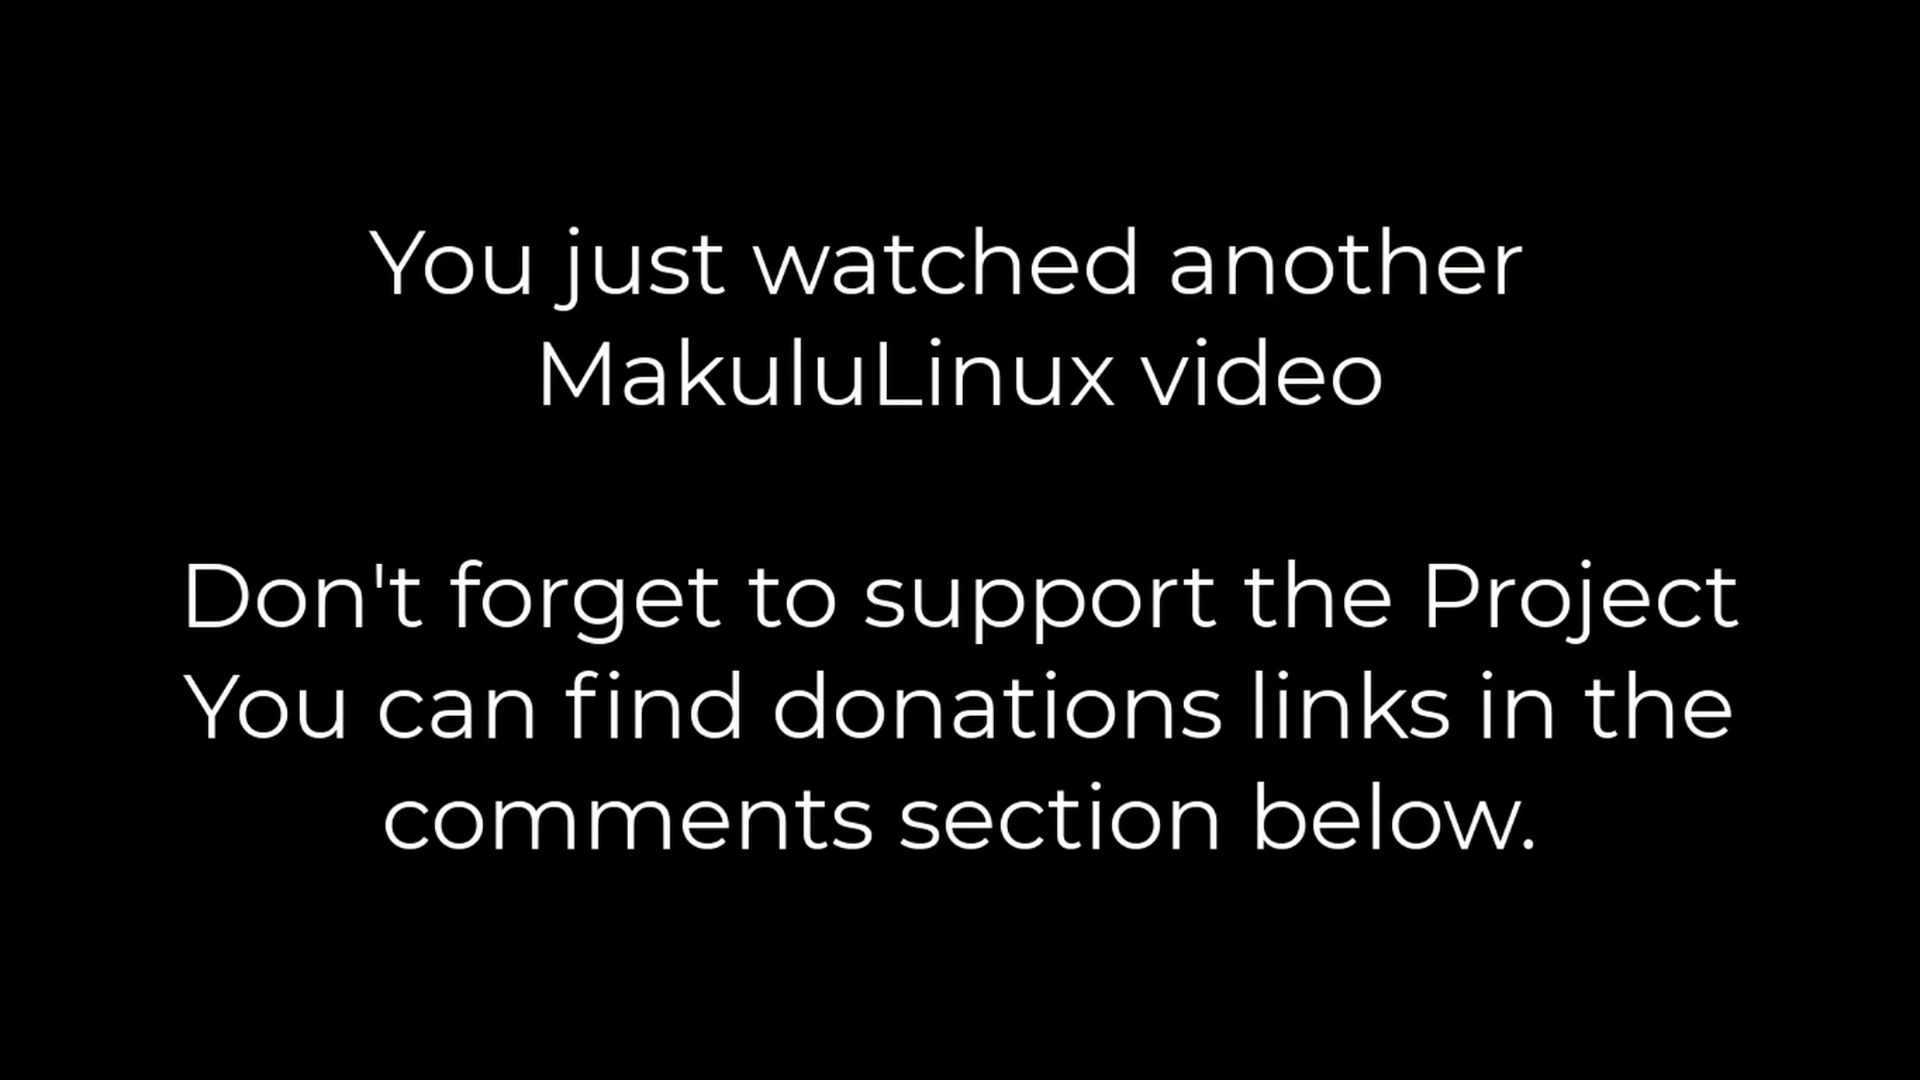 You just watched another
MakuluLinux video
Don't forget to support the Project
You can find donations links in the
comments section below.